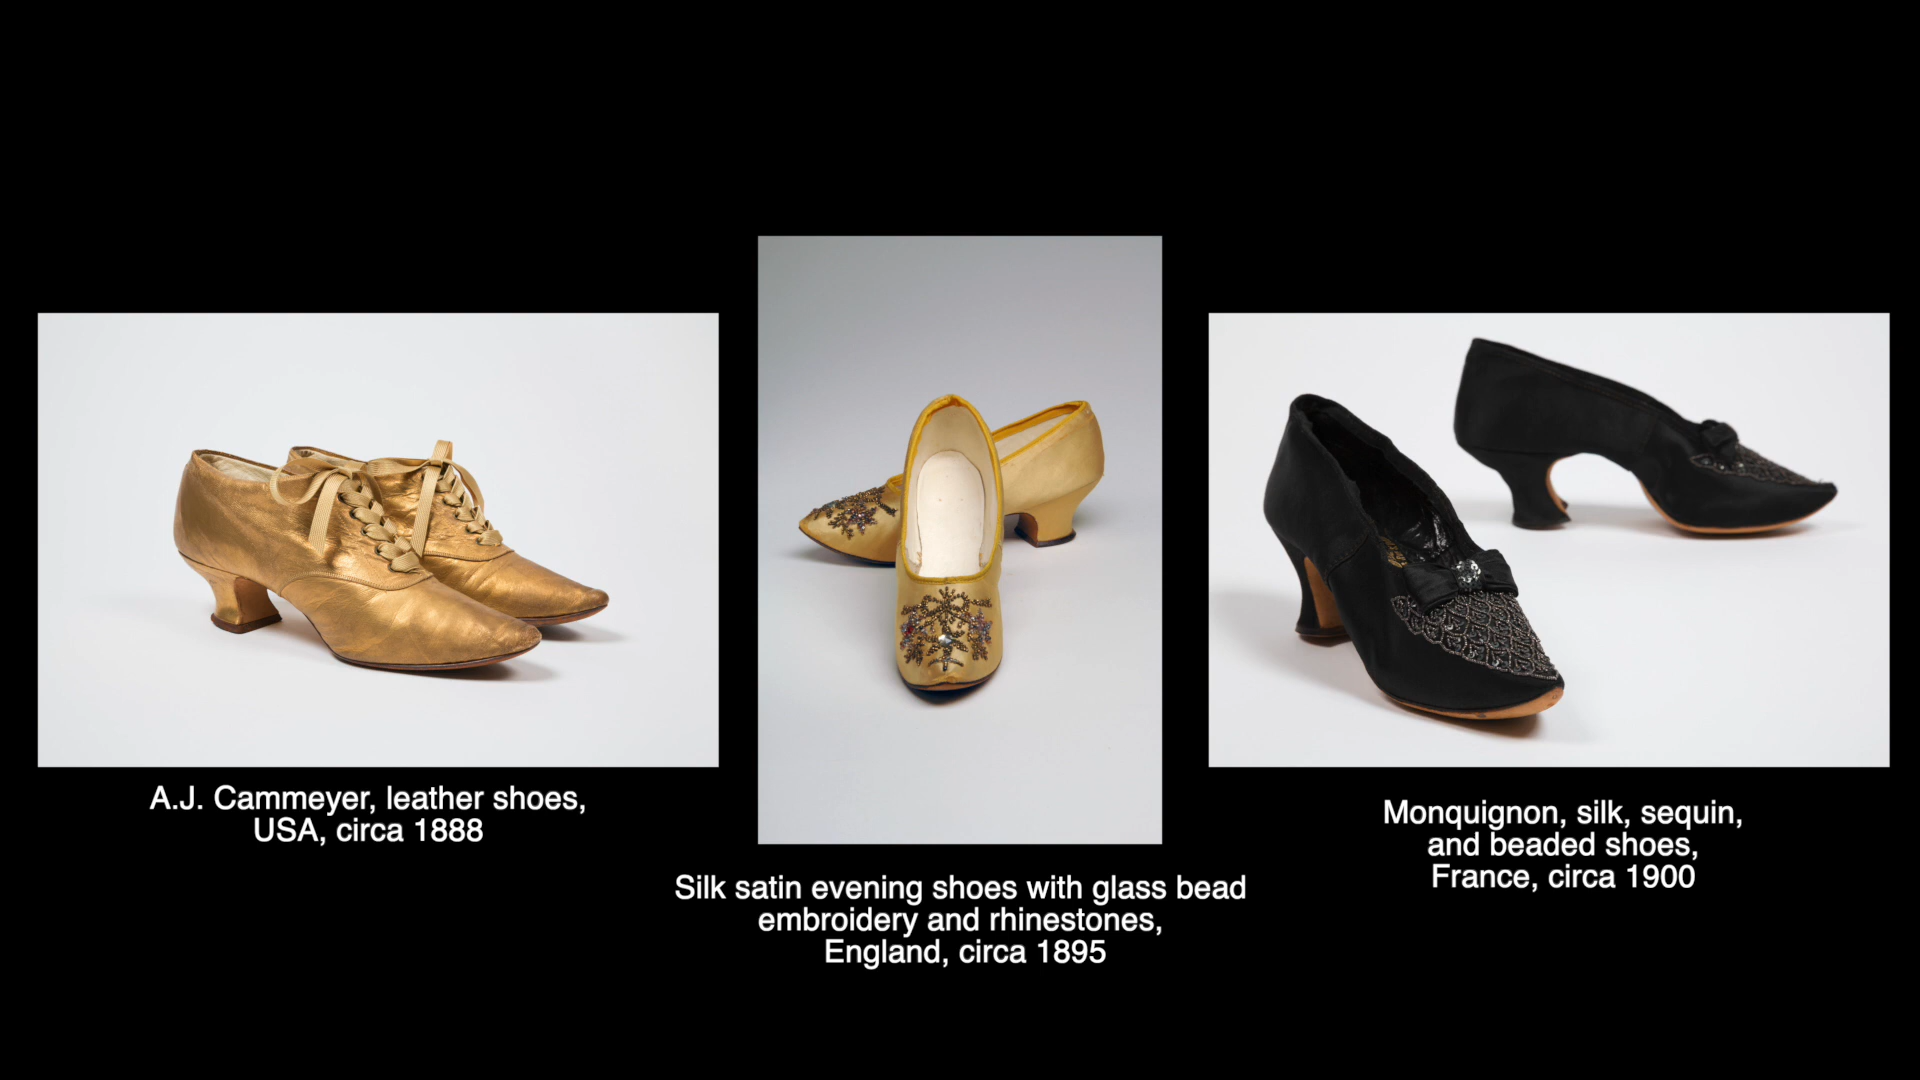 A.J. Cammeyer, leather shoes,
USA, circa 1888
Silk satin evening shoes with glass bead
embroidery and rhinestones,
England, circa 1895
Monquignon, silk, sequin,
and beaded shoes,
France, circa 1900